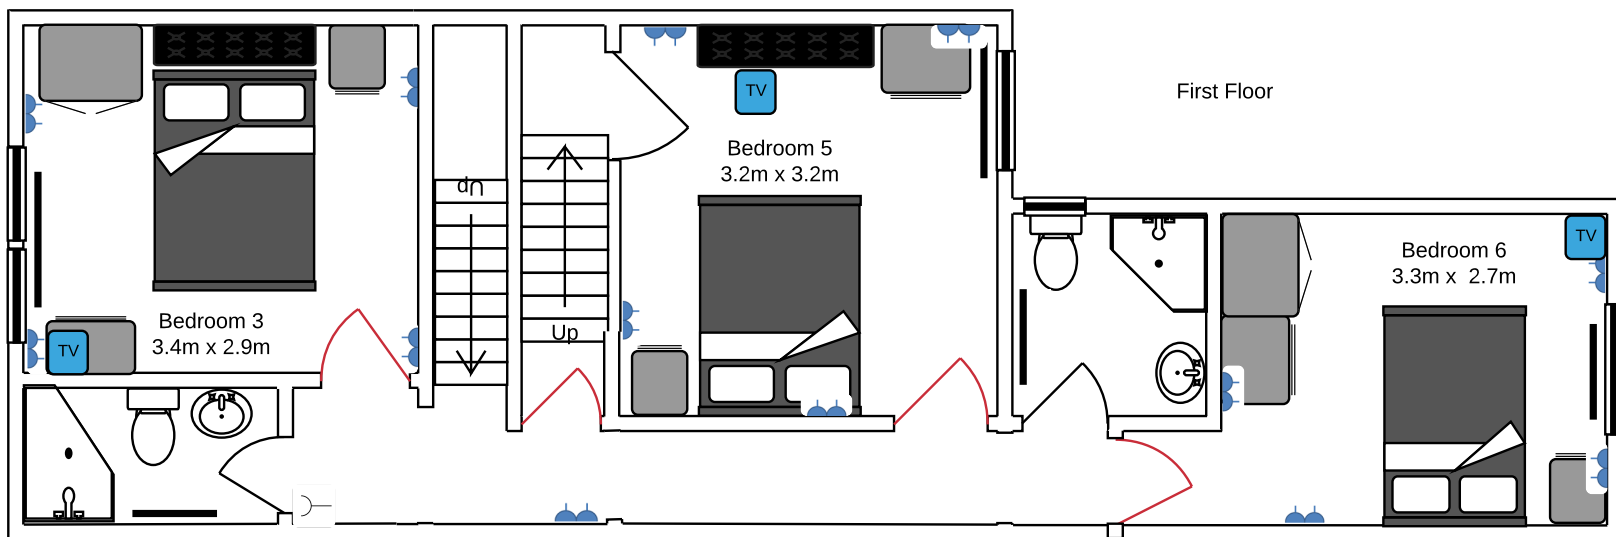 First Floor
TV
Bedroom 5
3.2m x 3.2m
Up
TV
Bedroom 6
3.3m x  2.7m
Bedroom 3
3.4m x 2.9m
Up
TV